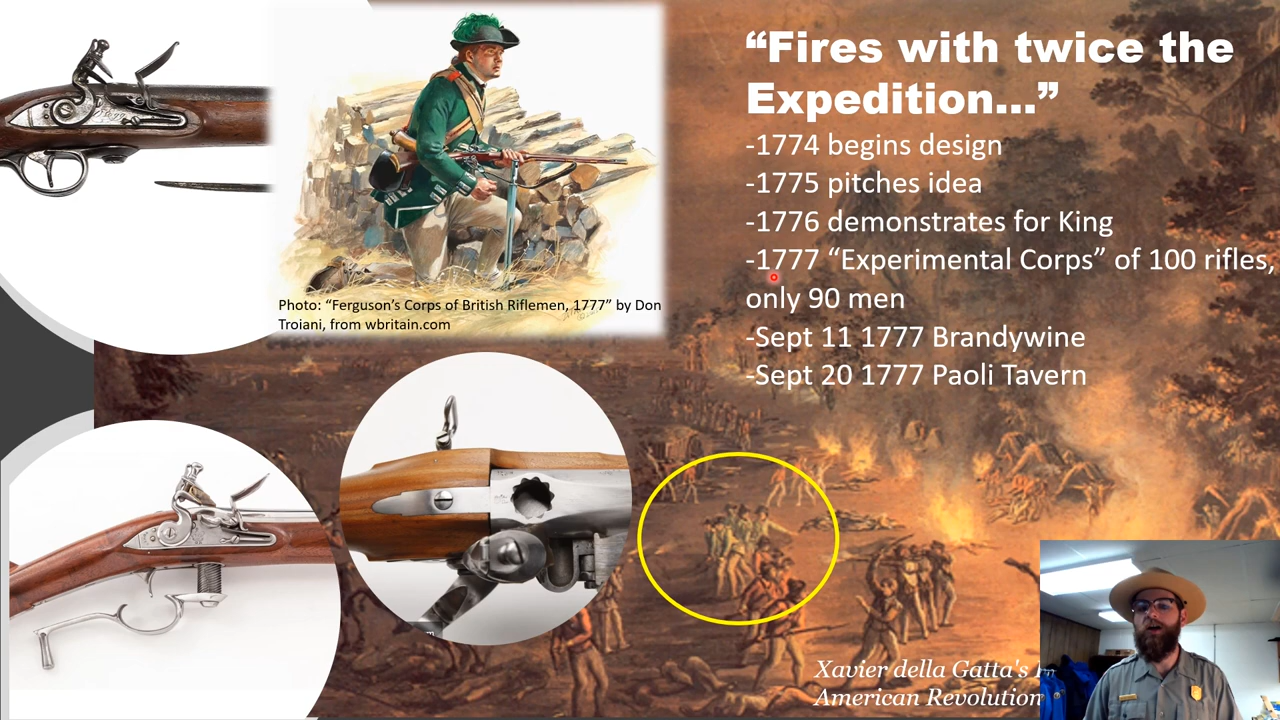 “Fires with twice the
Expedition...”
-1774 begins design
-1775 pitches idea
-1776 demonstrates for King
-1777 “Experimental Corps” of 100 rifles,
only 90 men
-Sept 11 1777 Brandywine
-Sept 20 1777 Paoli Tavern
Photo: “Ferguson’s Corps of British Riflemen, 1777” by Don
Troiani, from wbritain.com
Xavier della Gatta's
American Revolution